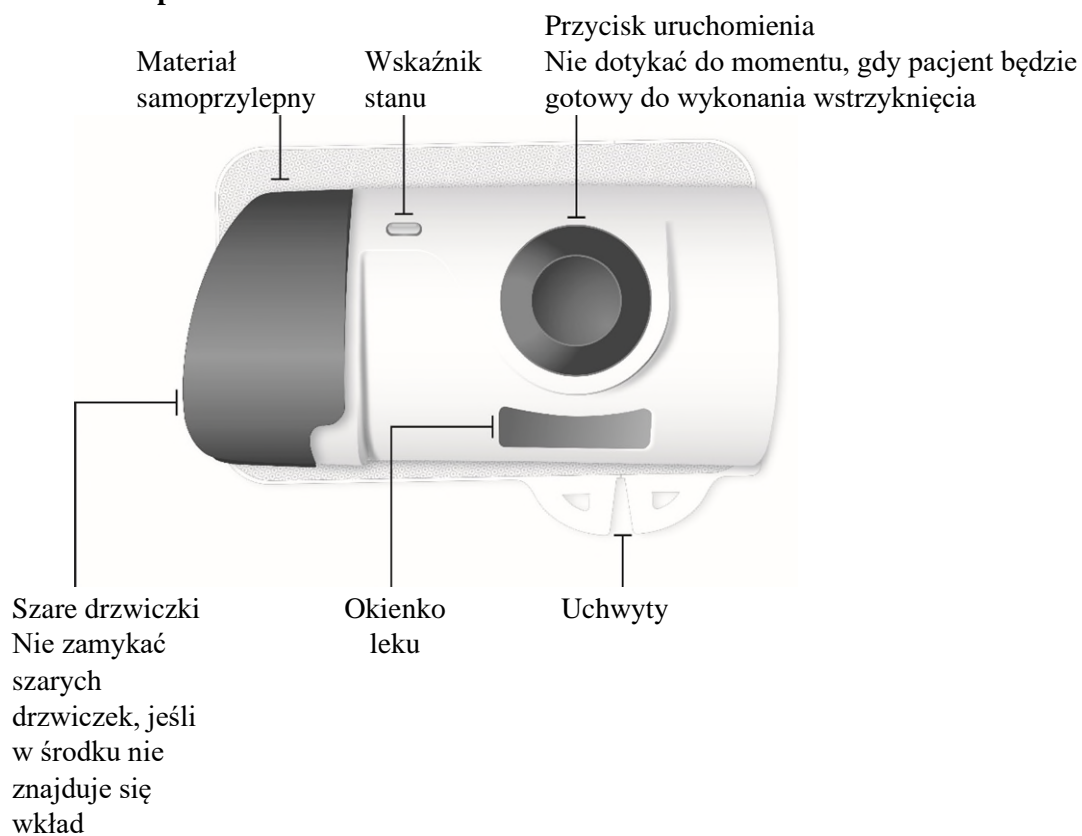 Przycisk uruchomienia
Nie dotykać do momentu, gdy pacjent będzie
gotowy do wykonania wstrzyknięcia
Materiał
samoprzylepny
Wskaźnik
stanu
Szare drzwiczki
Nie zamykać
szarych
drzwiczek, jeśli
w środku nie
znajduje się
wkład
Okienko
leku
Uchwyty